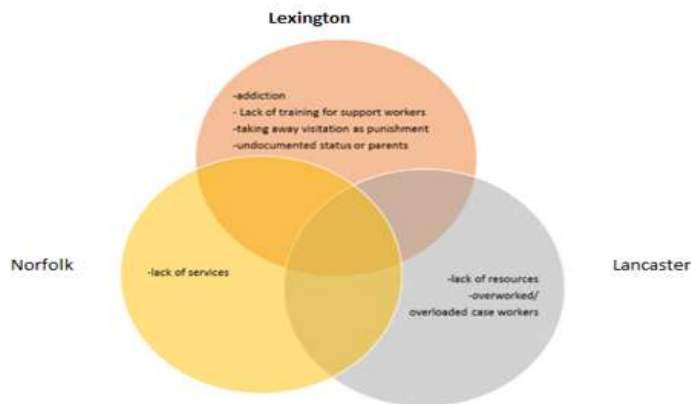 Lexington
-addiction
- Lack of training for support workers
-taking away visitation as punishment
-undocumented status or parents
Norfolk
-lack of services
Lancaster
-lack of resources
-overworked/
overloaded case workers